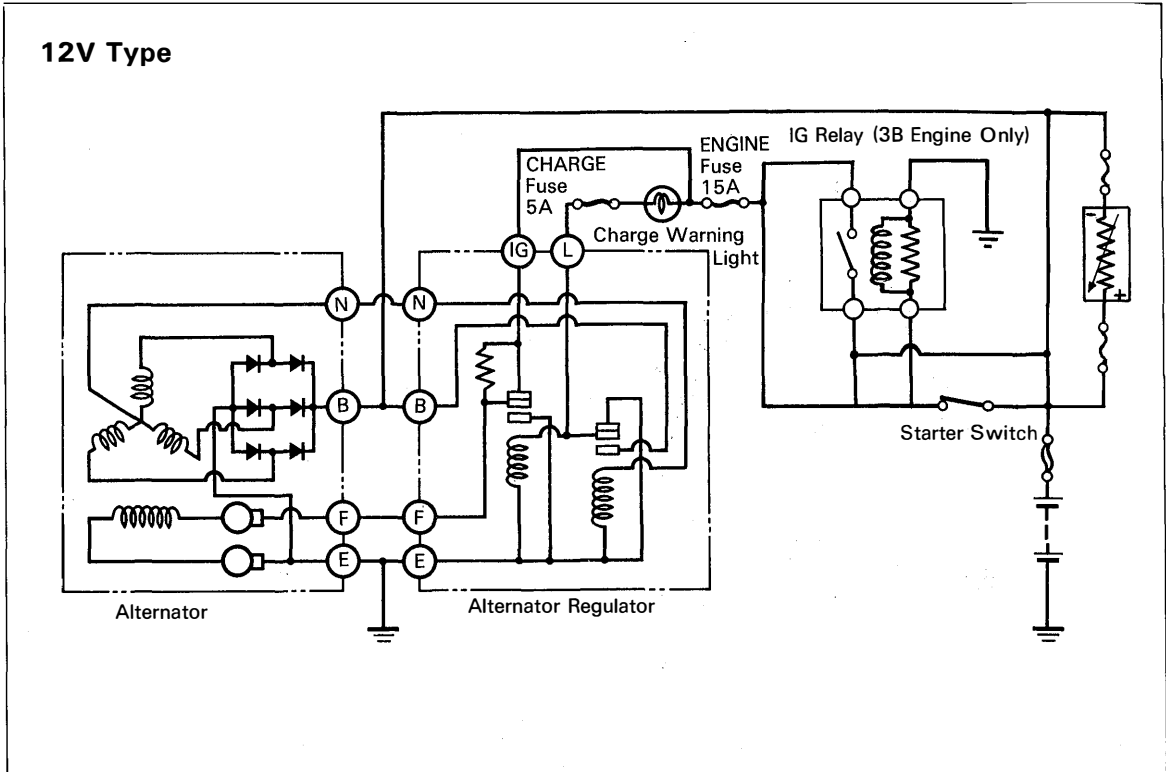 12V Type
IG Relay (3B Engine Only)
ENGINE
Fuse
15A
CHARGE
Fuse
5A
Charge Warning
Light
IG
L
N
N
B
B
F
F
E
E
Starter Switch
-
+
Alternator
Alternator Regulator